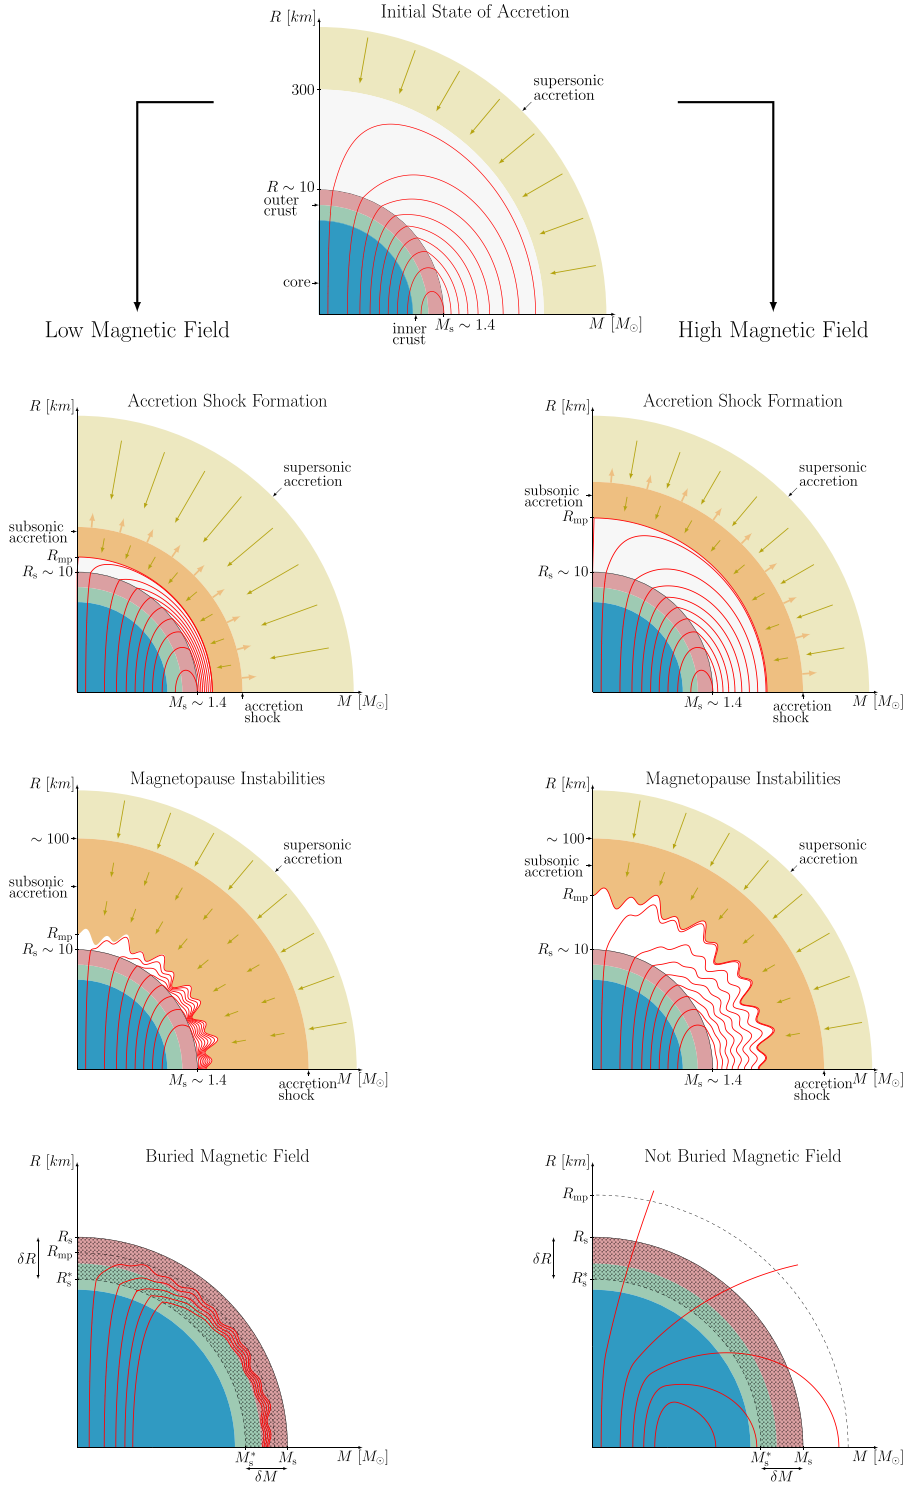 Initial State of Accretion
R [km]
supersonic
accretion
300
R ∼ 10
outer
crust
core
inner
crust
M_s ∼ 1.4
M [M_⊙]
Low Magnetic Field
High Magnetic Field
Accretion Shock Formation
R [km]
supersonic
accretion
subsonic
accretion
R_mp
R_s ∼ 10
M_s ∼ 1.4
M [M_⊙]
accretion
shock
Accretion Shock Formation
R [km]
supersonic
accretion
subsonic
accretion
R_mp
R_s ∼ 10
M_s ∼ 1.4
M [M_⊙]
accretion
shock
Magnetopause Instabilities
R [km]
∼ 100
supersonic
accretion
subsonic
accretion
R_mp
R_s ∼ 10
M_s ∼ 1.4
M [M_⊙]
accretion
shock
Magnetopause Instabilities
R [km]
∼ 100
supersonic
accretion
subsonic
accretion
R_mp
R_s ∼ 10
M_s ∼ 1.4
M [M_⊙]
accretion
shock
Buried Magnetic Field
R [km]
R_s
δR
R_mp
R_s^*
M_s^*
M_s
M [M_⊙]
δM
Not Buried Magnetic Field
R [km]
R_mp
R_s
δR
R_s^*
M_s^*
M_s
M [M_⊙]
δM